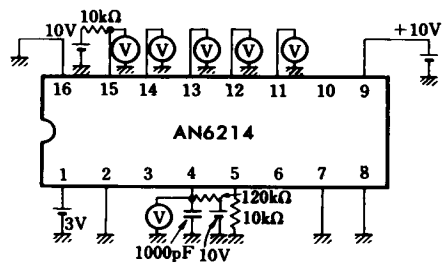 10kΩ
10V V V V V V +10V
16 15 14 13 12 11 10 9
AN6214
1 2 3 4 5 6 7 8
3V V 120kΩ
10kΩ
1000pF 10V